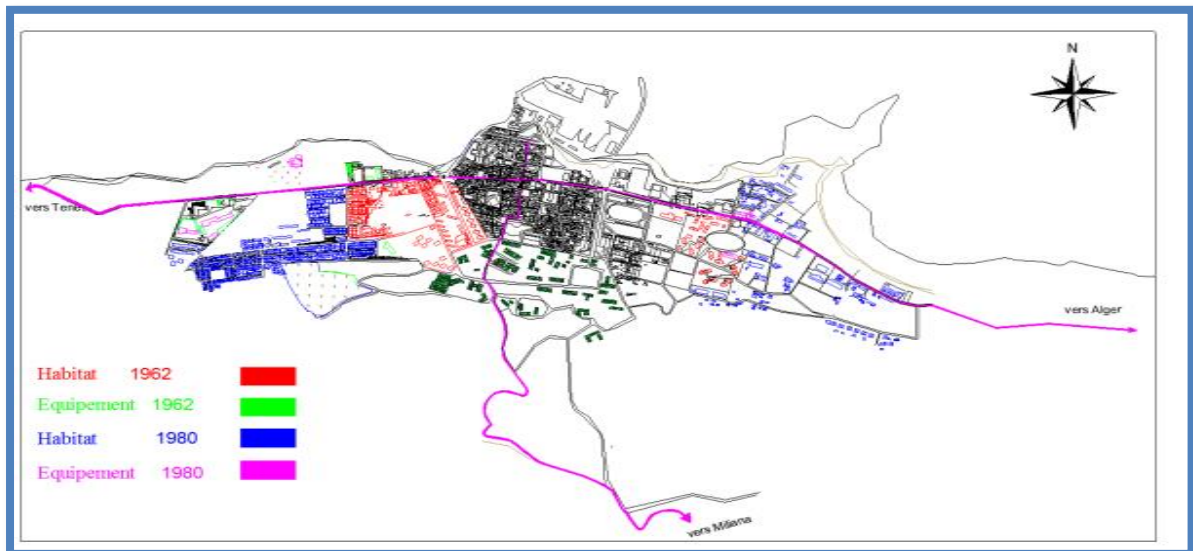 N
vers Tenes
vers Alger
Habitat 1962
Equipement 1962
Habitat 1980
Equipement 1980
vers Miliana